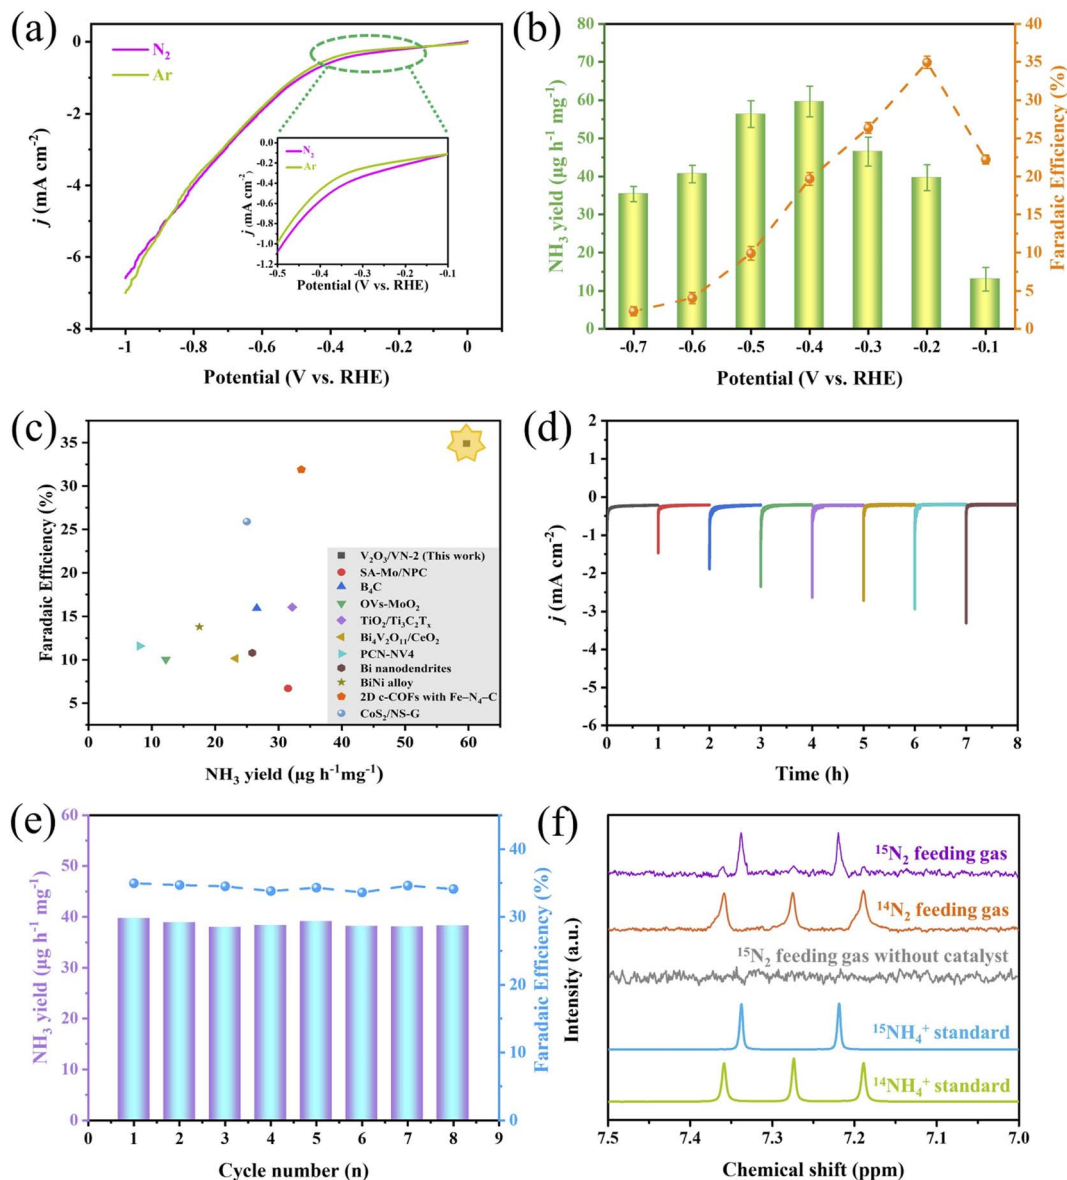 (a)
N₂
Ar
0
-2
-4
-6
-8
j (mA cm⁻²)
-1
-0.8
-0.6
-0.4
-0.2
0
Potential (V vs. RHE)
N₂
Ar
0.0
-0.2
-0.4
-0.6
-0.8
-1.0
-1.2
j (mA cm⁻²)
-0.5
-0.4
-0.3
-0.2
-0.1
Potential (V vs. RHE)
(b)
80
70
60
50
40
30
20
10
0
NH₃ yield (μg h⁻¹ mg⁻¹)
40
35
30
25
20
15
10
5
0
Faradaic Efficiency (%)
-0.7
-0.6
-0.5
-0.4
-0.3
-0.2
-0.1
Potential (V vs. RHE)
(c)
35
30
25
20
15
10
5
Faradaic Efficiency (%)
V₂O₃/VN-2 (This work)
SA-Mo/NPC
B₄C
OVs-MoO₂
TiO₂/Ti₃C₂Tₓ
Bi₄V₂O₁₁/CeO₂
PCN-NV4
Bi nanodendrites
BiNi alloy
2D c-COFs with Fe–N₄–C
CoS₂/NS-G
0
10
20
30
40
50
60
NH₃ yield (μg h⁻¹mg⁻¹)
(d)
2
1
0
-1
-2
-3
-4
-5
-6
j (mA cm⁻²)
0
1
2
3
4
5
6
7
8
Time (h)
(e)
60
50
40
30
20
10
0
NH₃ yield (μg h⁻¹ mg⁻¹)
40
30
20
10
0
Faradaic Efficiency (%)
0
1
2
3
4
5
6
7
8
9
Cycle number (n)
(f)
¹⁵N₂ feeding gas
¹⁴N₂ feeding gas
¹⁵N₂ feeding gas without catalyst
¹⁵NH₄⁺ standard
¹⁴NH₄⁺ standard
Intensity (a.u.)
7.5
7.4
7.3
7.2
7.1
7.0
Chemical shift (ppm)